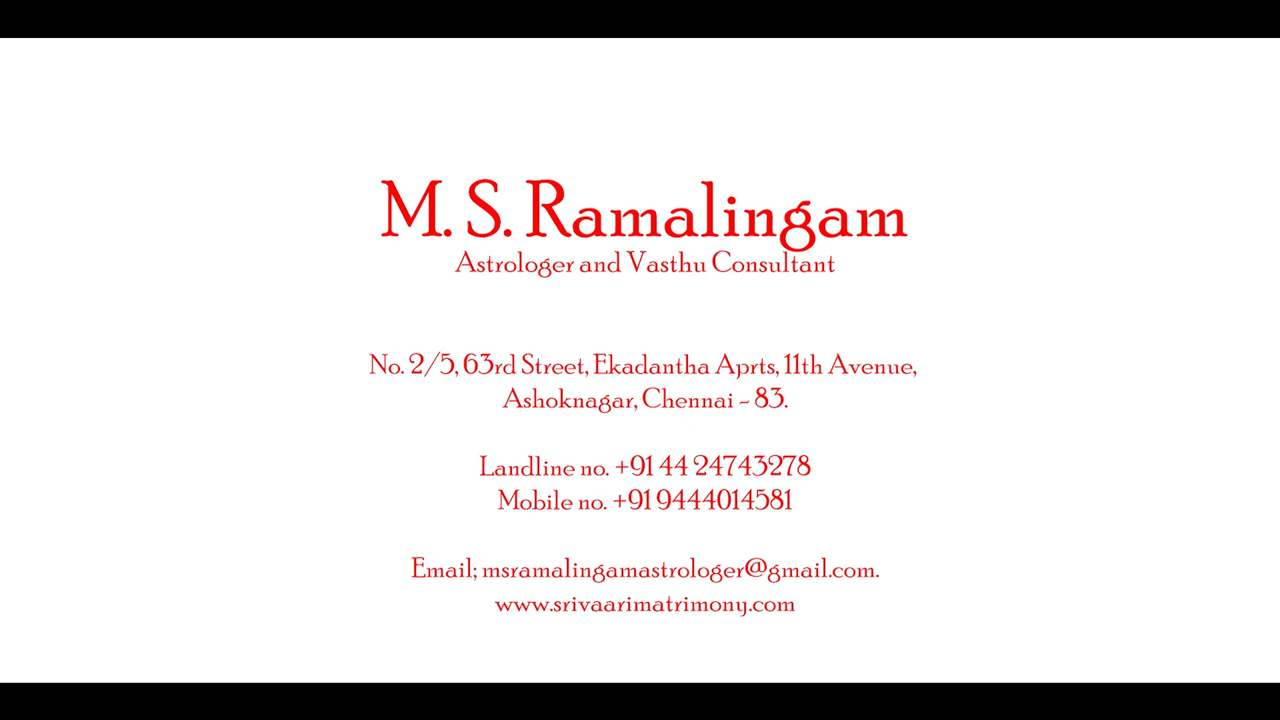 M. S. Ramalingam
Astrologer and Vasthu Consultant
No. 2/5, 63rd Street, Ekadantha Aprts, 11th Avenue,
Ashoknagar, Chennai - 83.
Landline no. +91 44 24743278
Mobile no. +91 9444014581
Email; msramalingamastrologer@gmail.com.
www.srivaarimatrimony.com